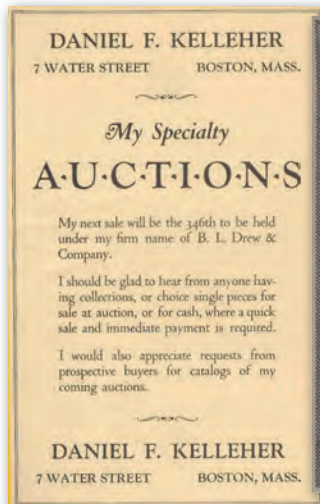 DANIEL F. KELLEHER
7 WATER STREET BOSTON, MASS.
My Specialty
A·U·C·T·I·O·N·S
My next sale will be the 346th to be held
under my firm name of B. L. Drew &
Company.
I should be glad to hear from anyone hav-
ing collections, or choice single pieces for
sale at auction, or for cash, where a quick
sale and immediate payment is required.
I would also appreciate requests from
prospective buyers for catalogs of my
coming auctions.
DANIEL F. KELLEHER
7 WATER STREET BOSTON, MASS.